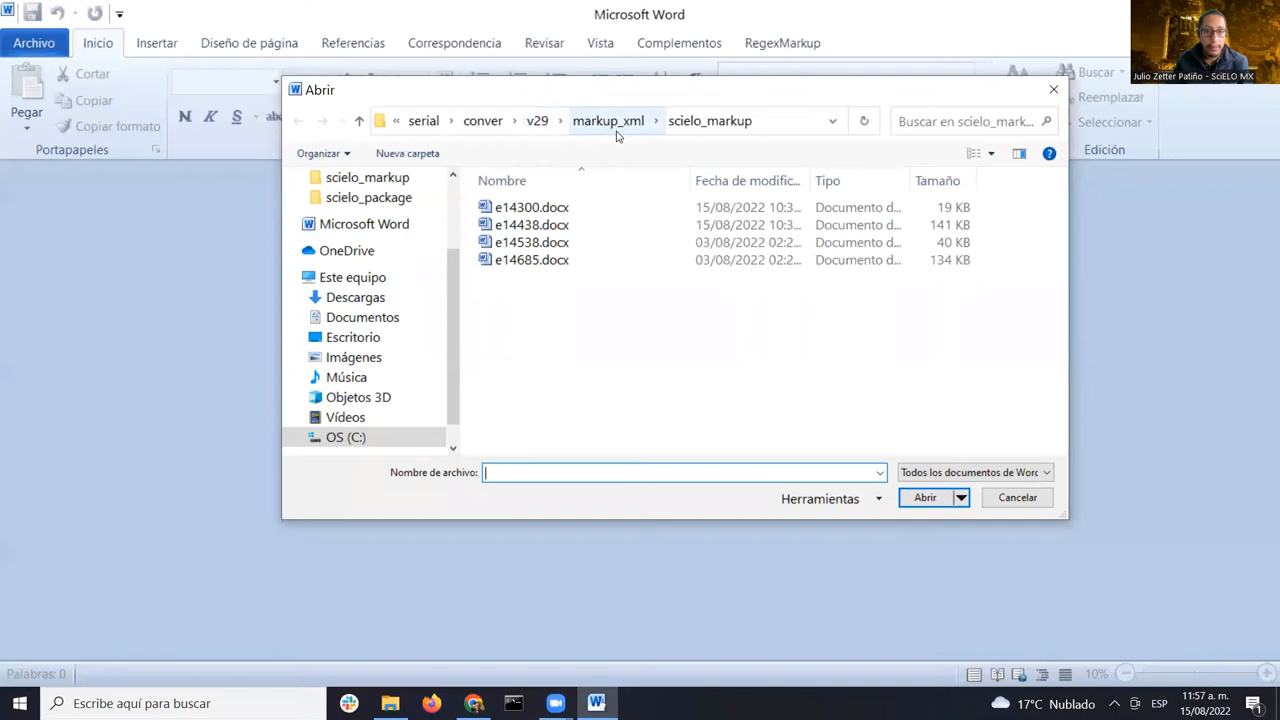 Microsoft Word
Archivo Inicio Insertar Diseño de página Referencias Correspondencia Revisar Vista Complementos RegexMarkup
Julio Zetter Patiño - SciELO MX
Pegar
Cortar
Copiar
Copiar formato
Portapapeles
N K S
Buscar
Reemplazar
Seleccionar
Edición
Abrir
« serial › conver › v29 › markup_xml › scielo_markup
Buscar en scielo_mark...
Organizar Nueva carpeta
scielo_markup
scielo_package
Microsoft Word
OneDrive
Este equipo
Descargas
Documentos
Escritorio
Imágenes
Música
Objetos 3D
Vídeos
OS (C:)
Nombre Fecha de modific... Tipo Tamaño
e14300.docx 15/08/2022 10:3... Documento d... 19 KB
e14438.docx 15/08/2022 10:3... Documento d... 141 KB
e14538.docx 03/08/2022 02:2... Documento d... 40 KB
e14685.docx 03/08/2022 02:2... Documento d... 134 KB
Nombre de archivo: Todos los documentos de Word
Herramientas Abrir Cancelar
Palabras: 0 10%
Escribe aquí para buscar
17°C Nublado ESP
11:57 a. m.
15/08/2022
1